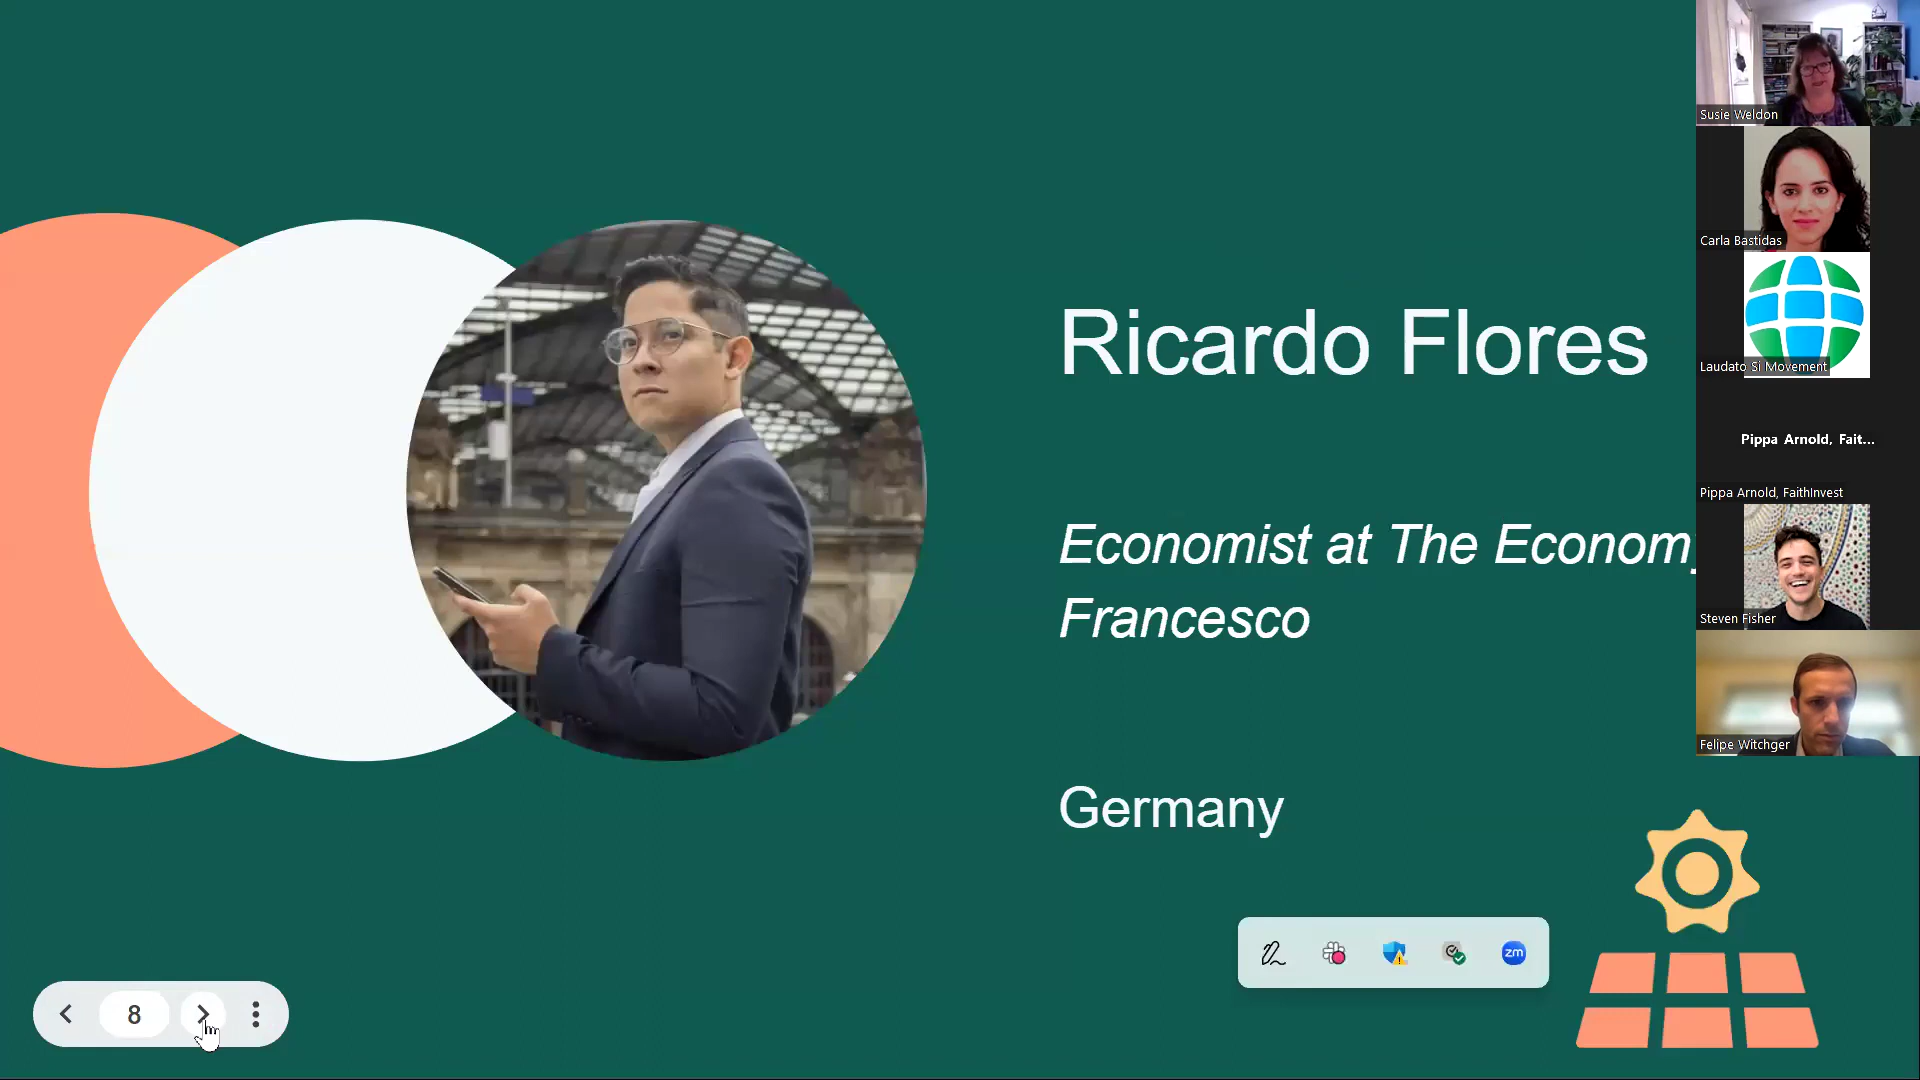 Ricardo Flores
Economist at The Economy
Francesco
Germany
8
zm
Susie Weldon
Carla Bastidas
Laudato Si Movement
Pippa Arnold, Fait...
Pippa Arnold, FaithInvest
Steven Fisher
Felipe Witchger